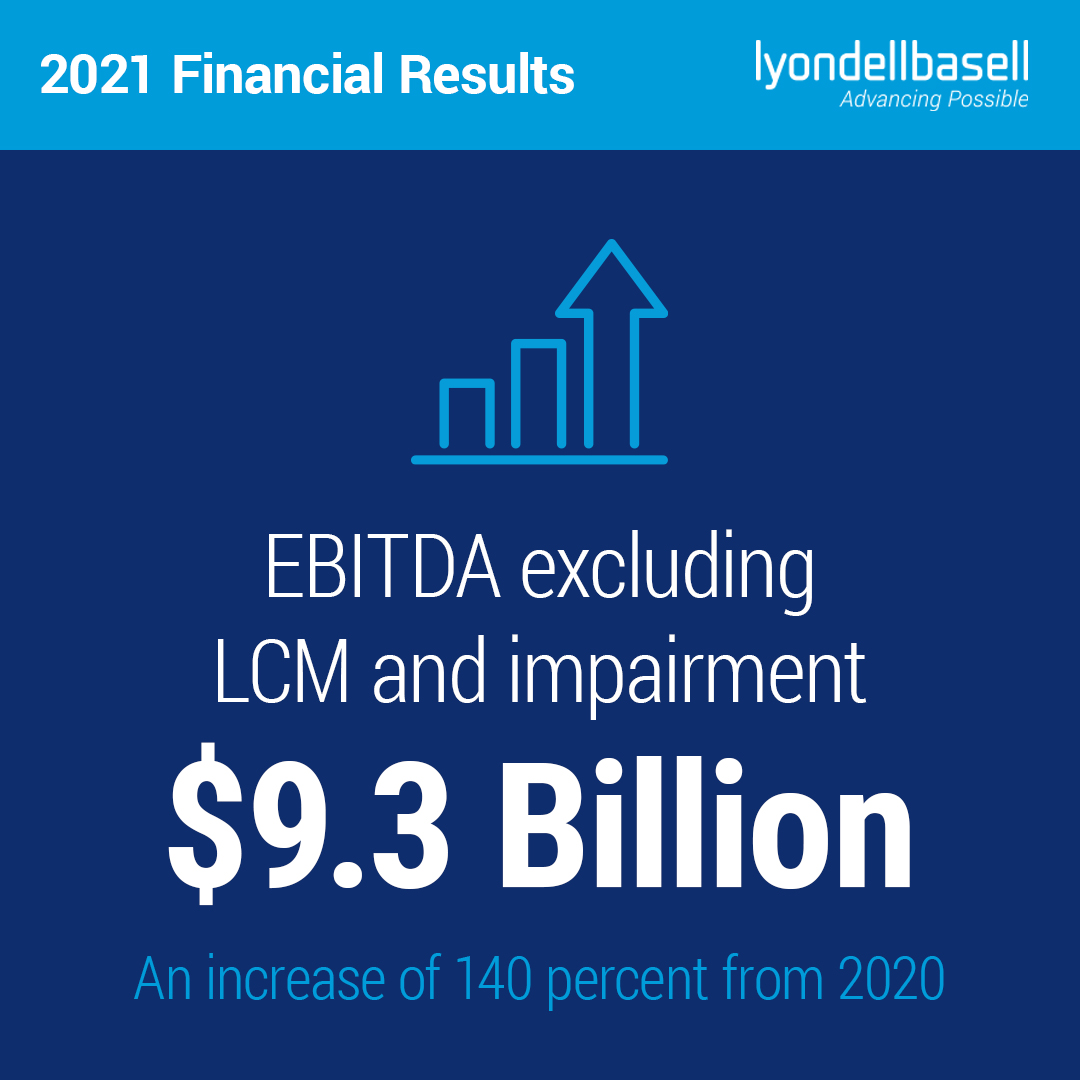 2021 Financial Results
lyondellbasell
Advancing Possible
EBITDA excluding
LCM and impairment
$9.3 Billion
An increase of 140 percent from 2020